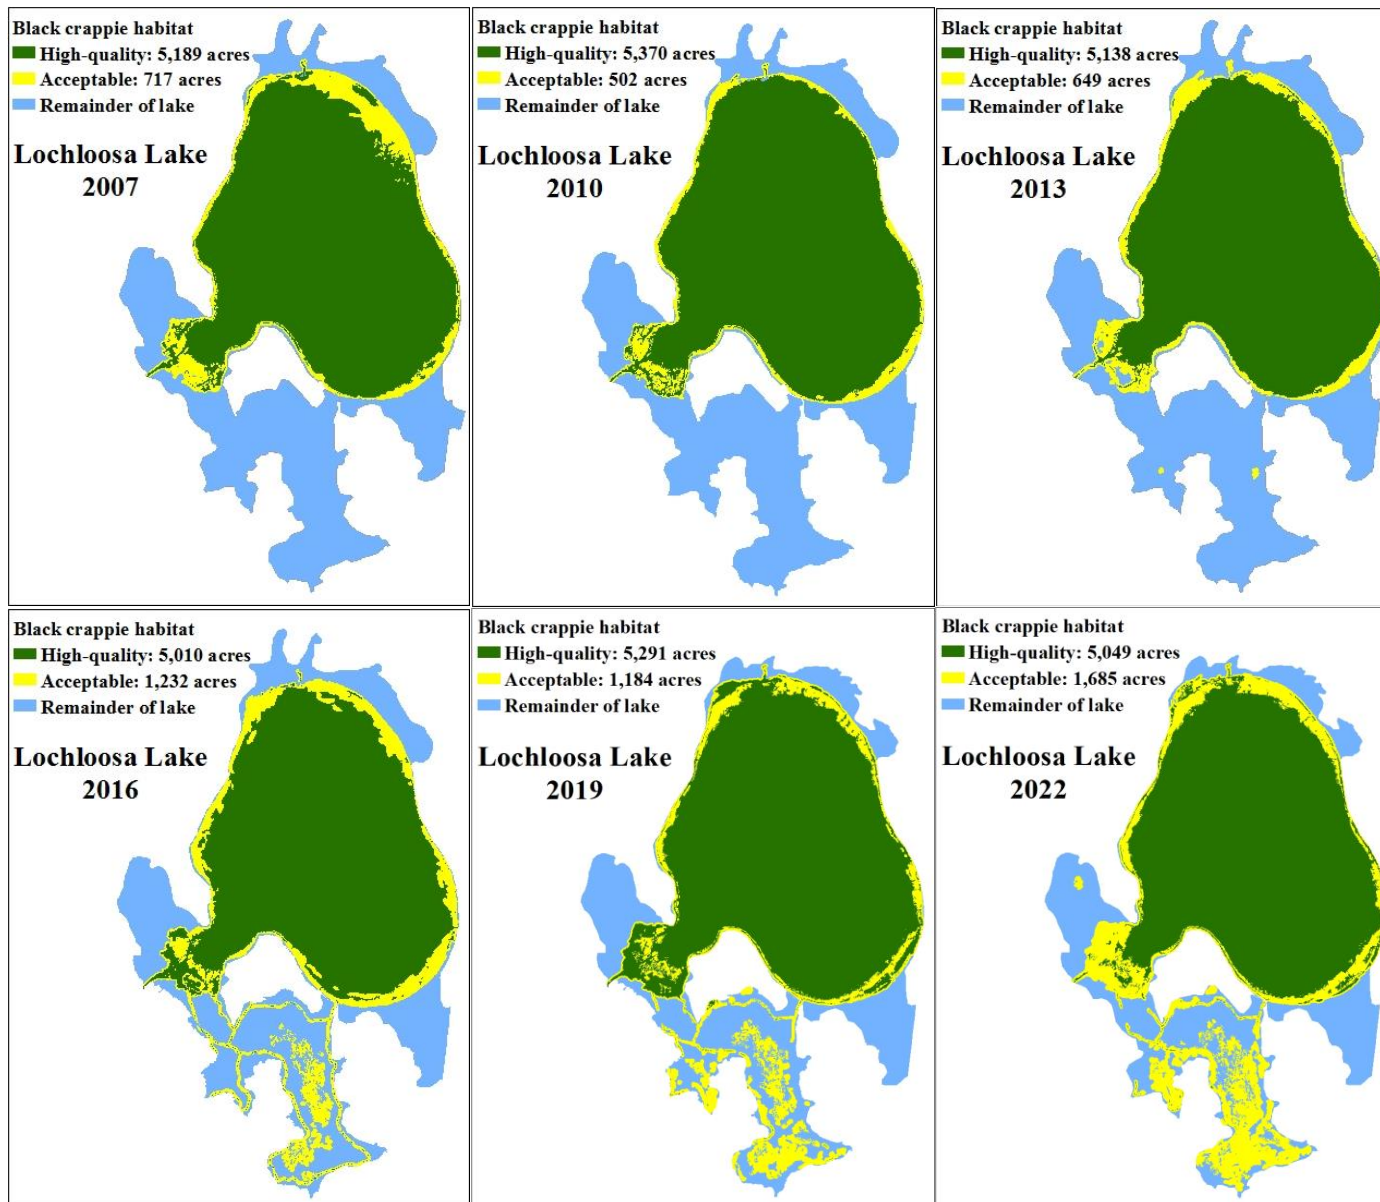 Black crappie habitat
High-quality: 5,189 acres
Acceptable: 717 acres
Remainder of lake
Lochloosa Lake
2007
Black crappie habitat
High-quality: 5,370 acres
Acceptable: 502 acres
Remainder of lake
Lochloosa Lake
2010
Black crappie habitat
High-quality: 5,138 acres
Acceptable: 649 acres
Remainder of lake
Lochloosa Lake
2013
Black crappie habitat
High-quality: 5,010 acres
Acceptable: 1,232 acres
Remainder of lake
Lochloosa Lake
2016
Black crappie habitat
High-quality: 5,291 acres
Acceptable: 1,184 acres
Remainder of lake
Lochloosa Lake
2019
Black crappie habitat
High-quality: 5,049 acres
Acceptable: 1,685 acres
Remainder of lake
Lochloosa Lake
2022